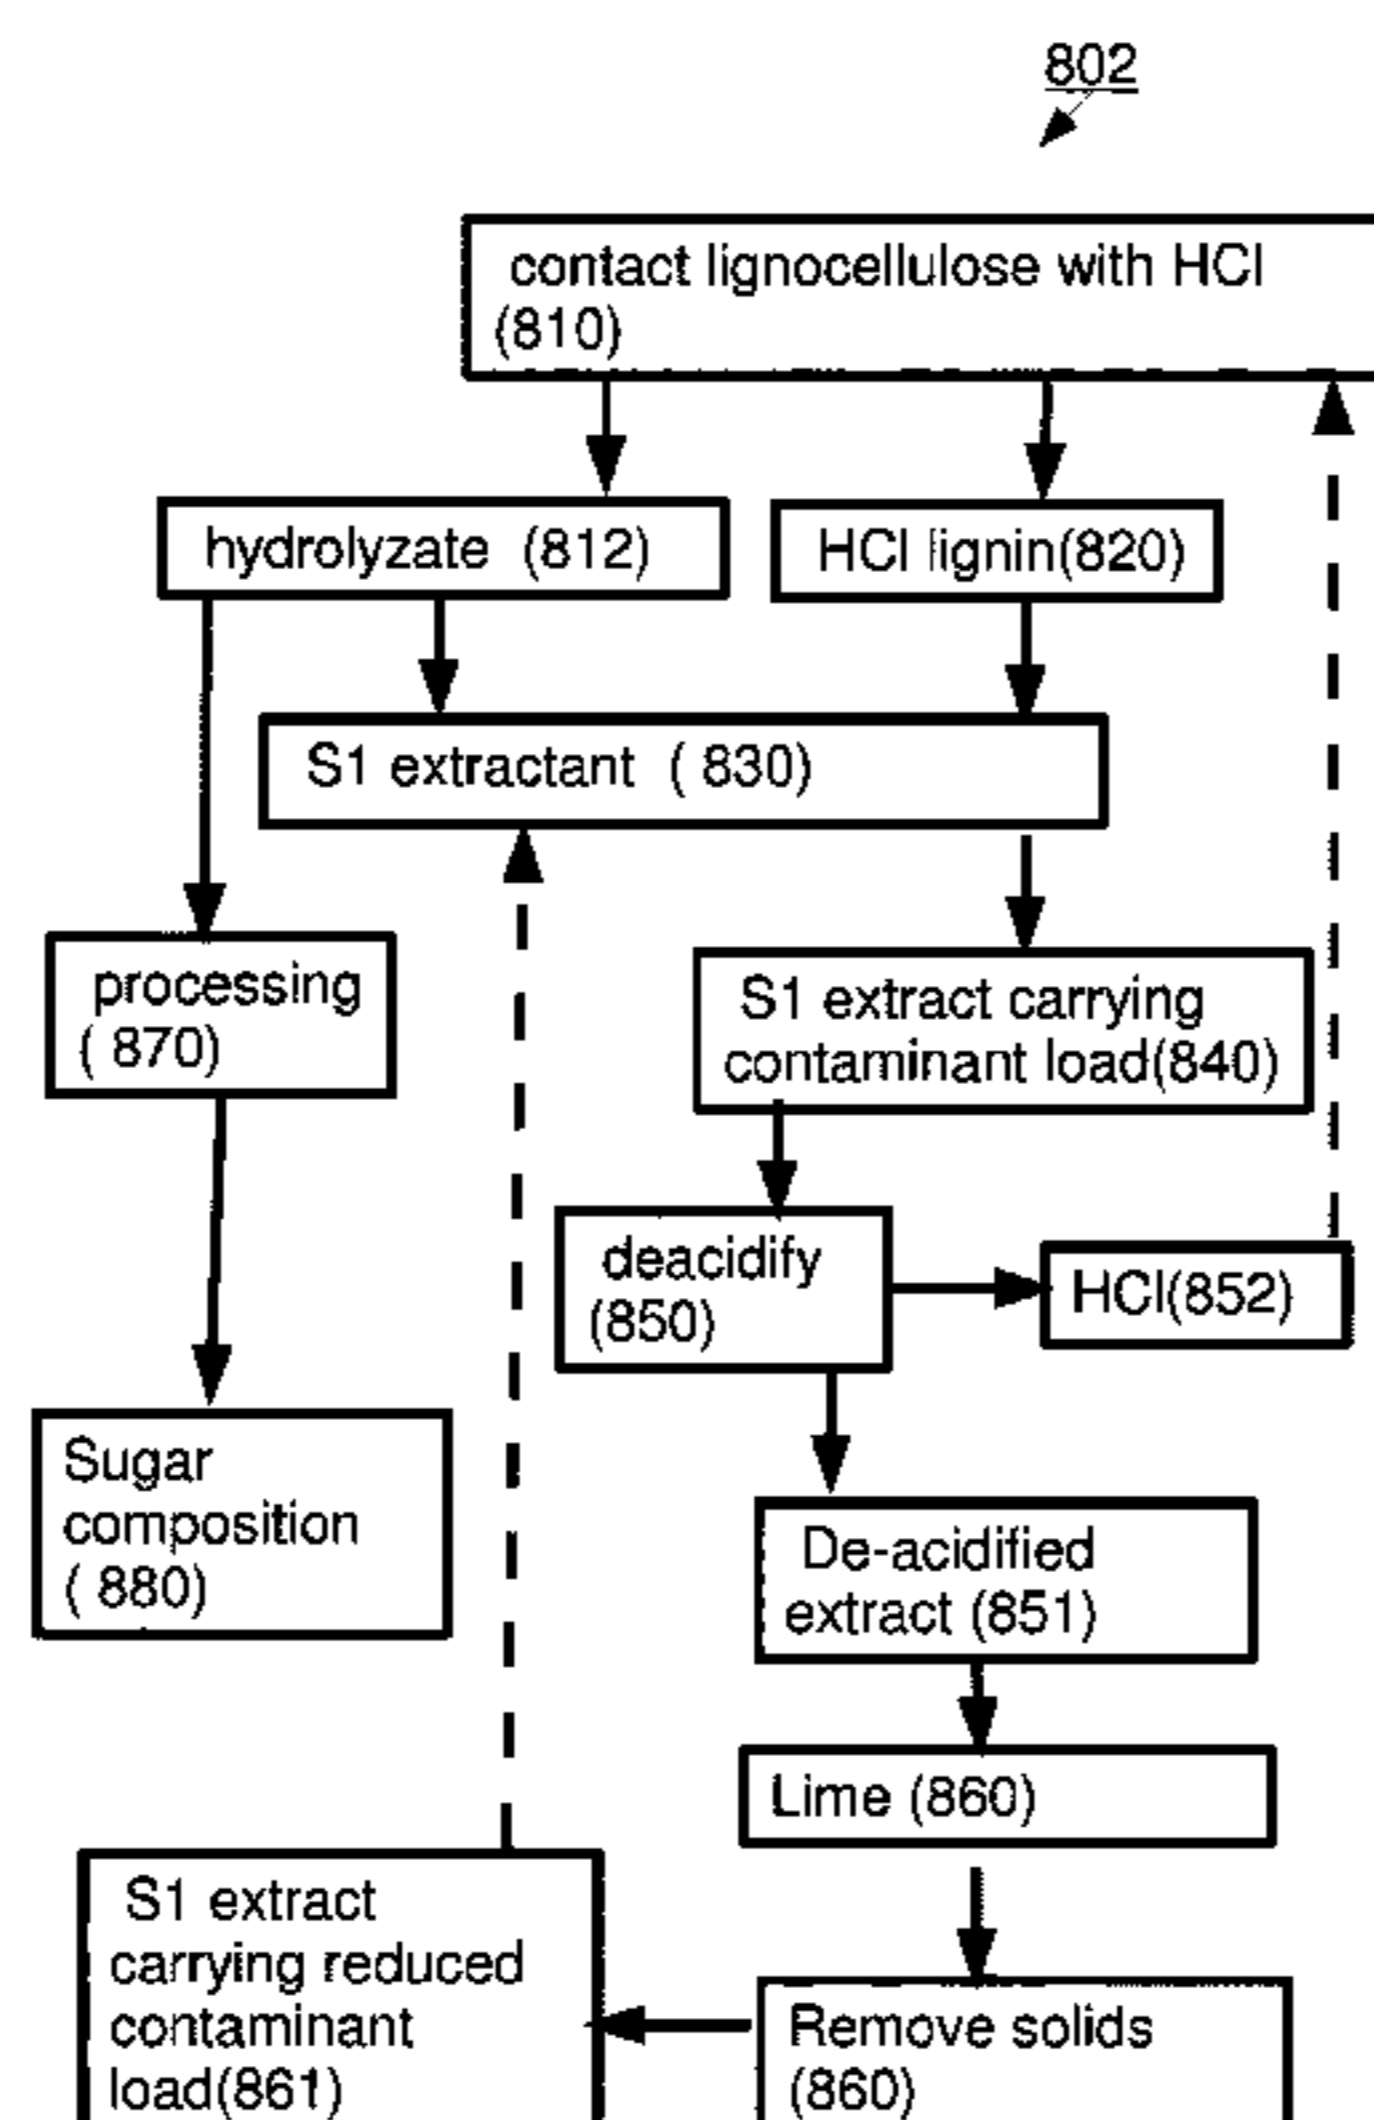 802
contact lignocellulose with HCl
(810)
hydrolyzate (812)
HCl lignin(820)
S1 extractant ( 830)
processing
( 870)
S1 extract carrying
contaminant load(840)
deacidify
(850)
HCl(852)
Sugar
composition
( 880)
De-acidified
extract (851)
Lime (860)
S1 extract
carrying reduced
contaminant
load(861)
Remove solids
(860)